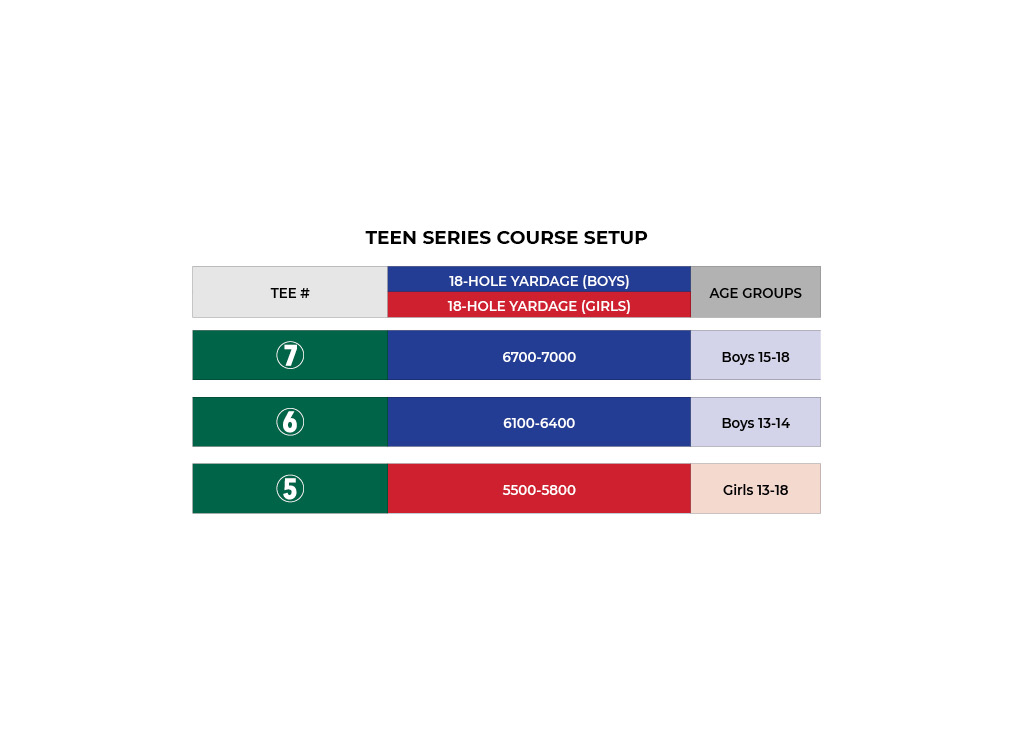 TEEN SERIES COURSE SETUP
TEE #
18-HOLE YARDAGE (BOYS)
18-HOLE YARDAGE (GIRLS)
AGE GROUPS
7
6700-7000
Boys 15-18
6
6100-6400
Boys 13-14
5
5500-5800
Girls 13-18